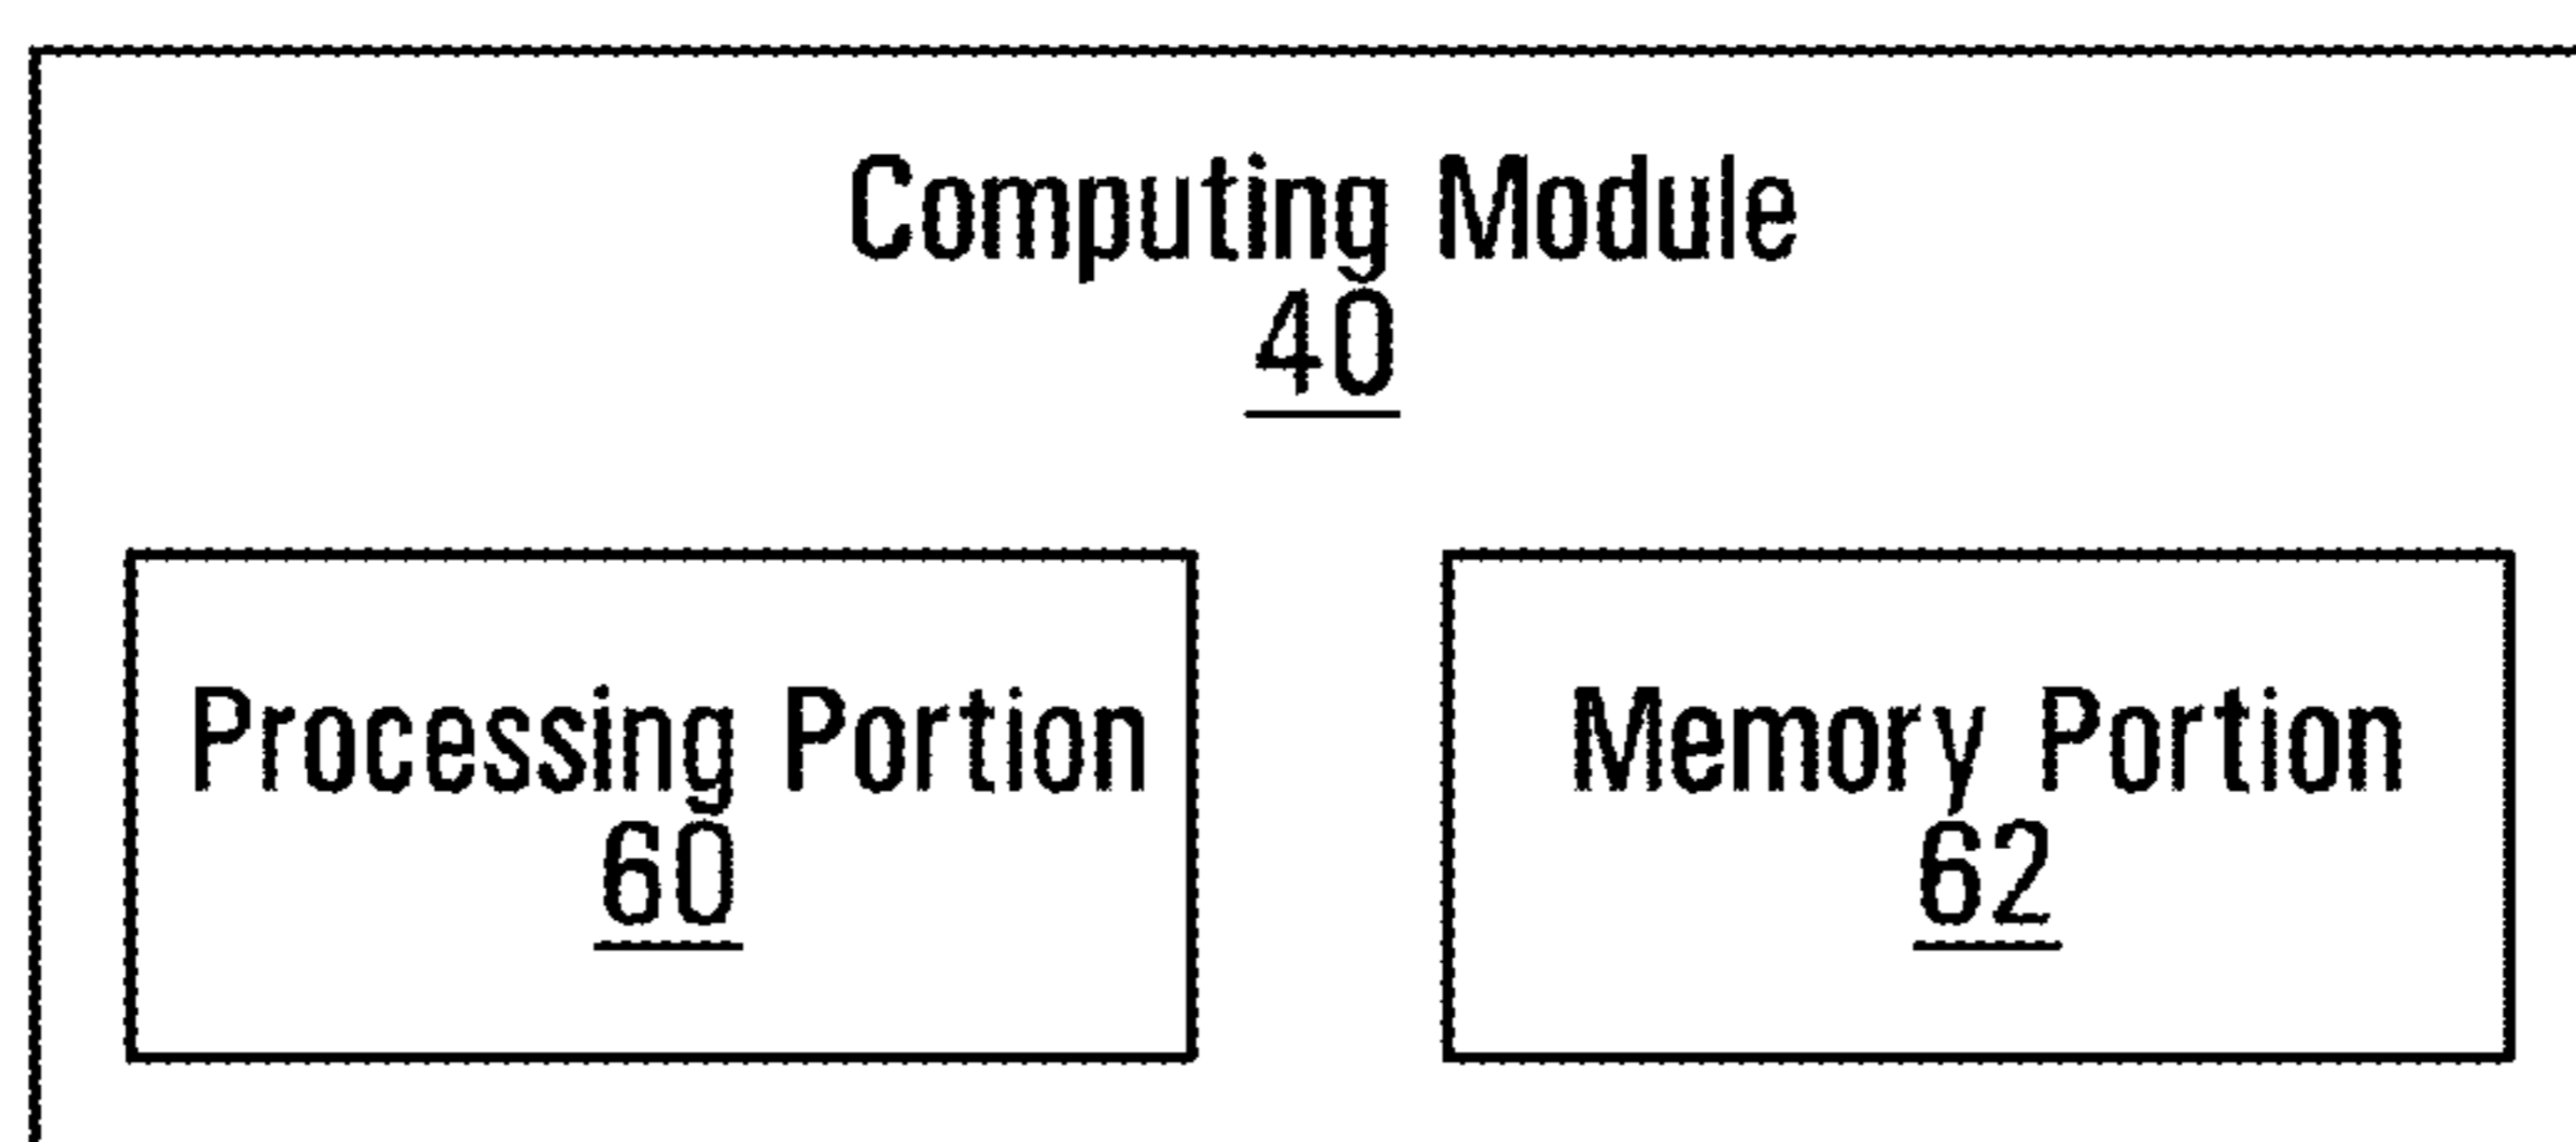 Computing Module
40
Processing Portion
60
Memory Portion
62